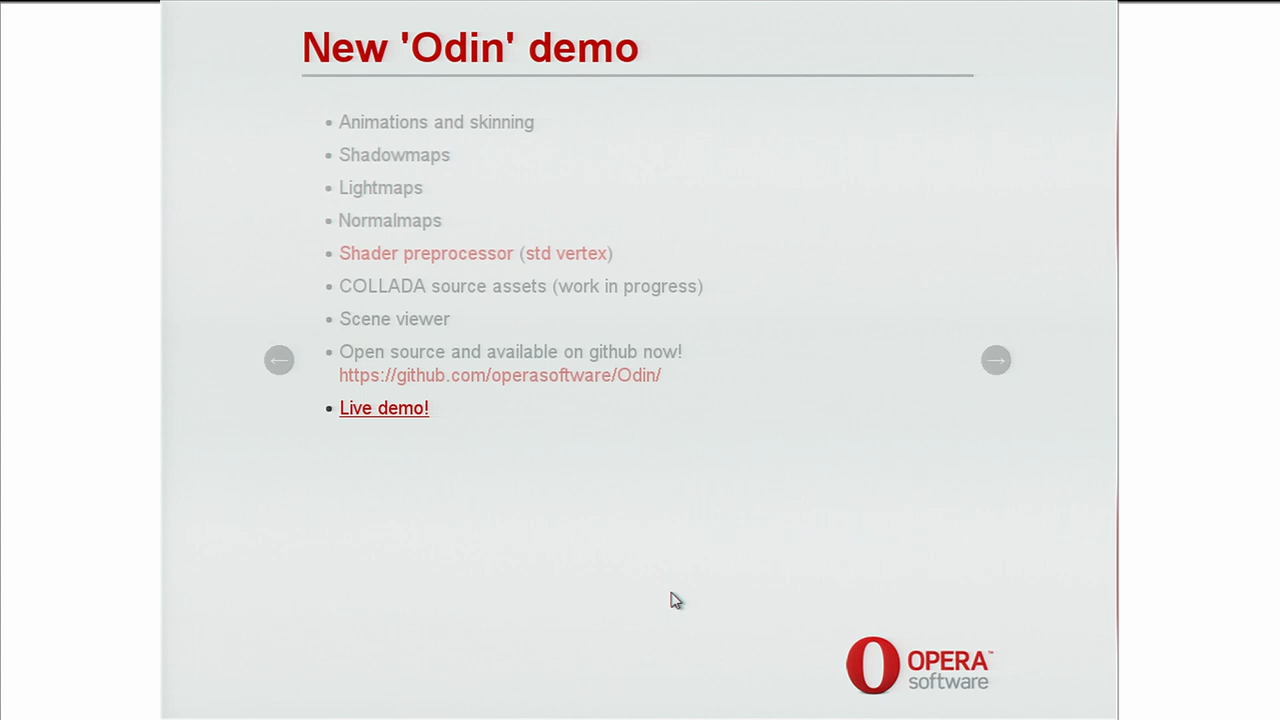 New 'Odin' demo
• Animations and skinning
• Shadowmaps
• Lightmaps
• Normalmaps
• Shader preprocessor (std vertex)
• COLLADA source assets (work in progress)
• Scene viewer
• Open source and available on github now!
https://github.com/operasoftware/Odin/
• Live demo!
← →
OPERA™
software